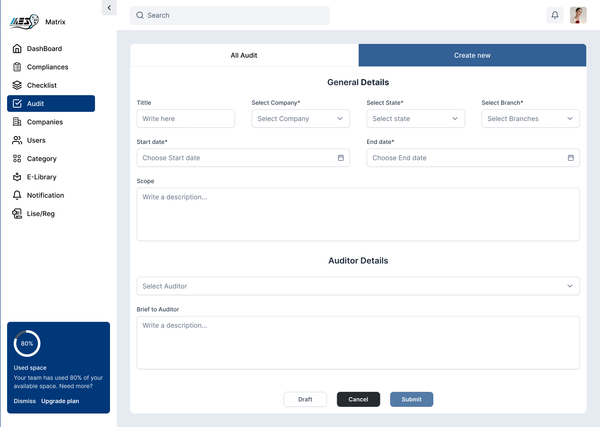 MES
Matrix
Search
DashBoard
Compliances
Checklist
Audit
Companies
Users
Category
E-Library
Notification
Lise/Reg
80%
Used space
Your team has used 80% of your
available space. Need more?
Dismiss Upgrade plan
All Audit
Create new
General Details
Tittle
Select Company*
Select State*
Select Branch*
Write here
Select Company
Select state
Select Branches
Start date*
End date*
Choose Start date
Choose End date
Scope
Write a description...
Auditor Details
Select Auditor
Brief to Auditor
Write a description...
Draft
Cancel
Submit